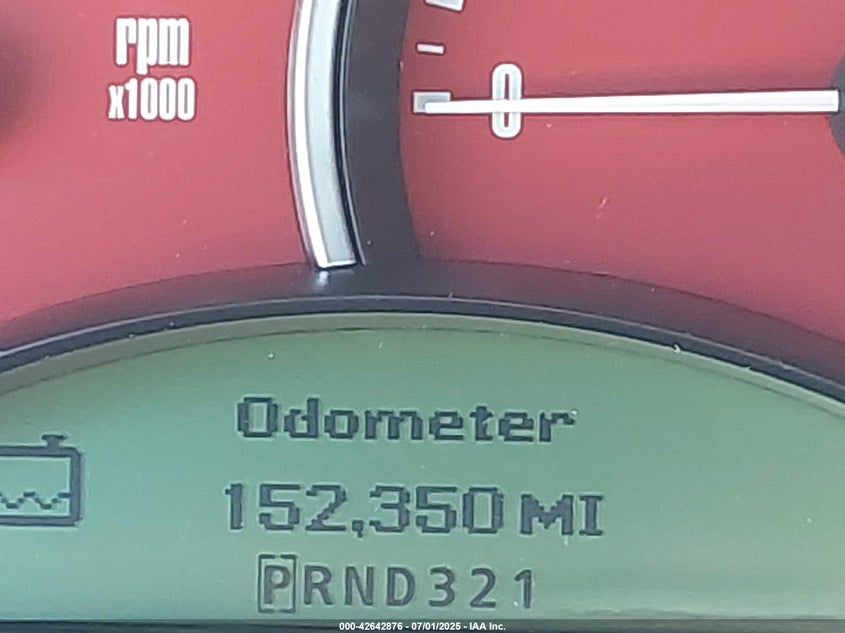 rpm
x1000
0
Odometer
152,350 MI
PRND321
000-42642876 - 07/01/2025 - IAA Inc.